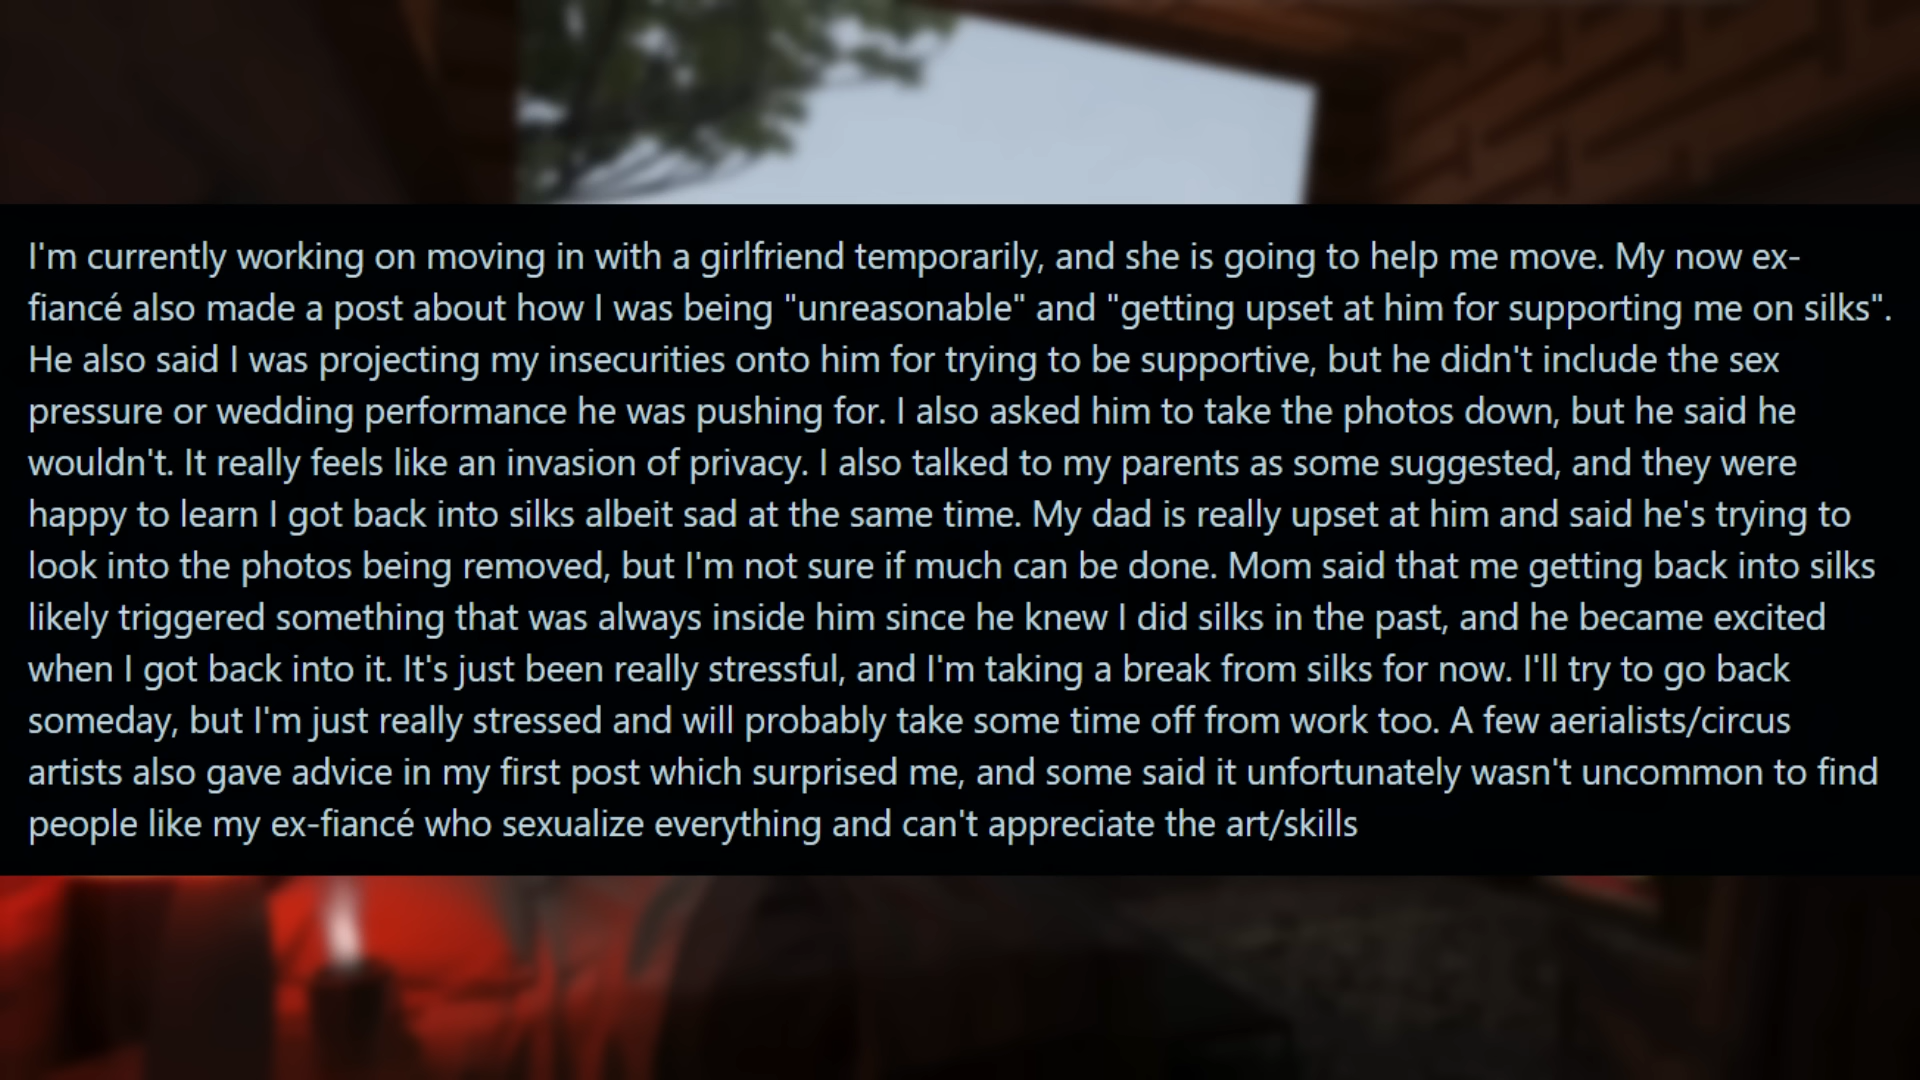 I'm currently working on moving in with a girlfriend temporarily, and she is going to help me move. My now ex-
fiancé also made a post about how I was being "unreasonable" and "getting upset at him for supporting me on silks".
He also said I was projecting my insecurities onto him for trying to be supportive, but he didn't include the sex
pressure or wedding performance he was pushing for. I also asked him to take the photos down, but he said he
wouldn't. It really feels like an invasion of privacy. I also talked to my parents as some suggested, and they were
happy to learn I got back into silks albeit sad at the same time. My dad is really upset at him and said he's trying to
look into the photos being removed, but I'm not sure if much can be done. Mom said that me getting back into silks
likely triggered something that was always inside him since he knew I did silks in the past, and he became excited
when I got back into it. It's just been really stressful, and I'm taking a break from silks for now. I'll try to go back
someday, but I'm just really stressed and will probably take some time off from work too. A few aerialists/circus
artists also gave advice in my first post which surprised me, and some said it unfortunately wasn't uncommon to find
people like my ex-fiancé who sexualize everything and can't appreciate the art/skills